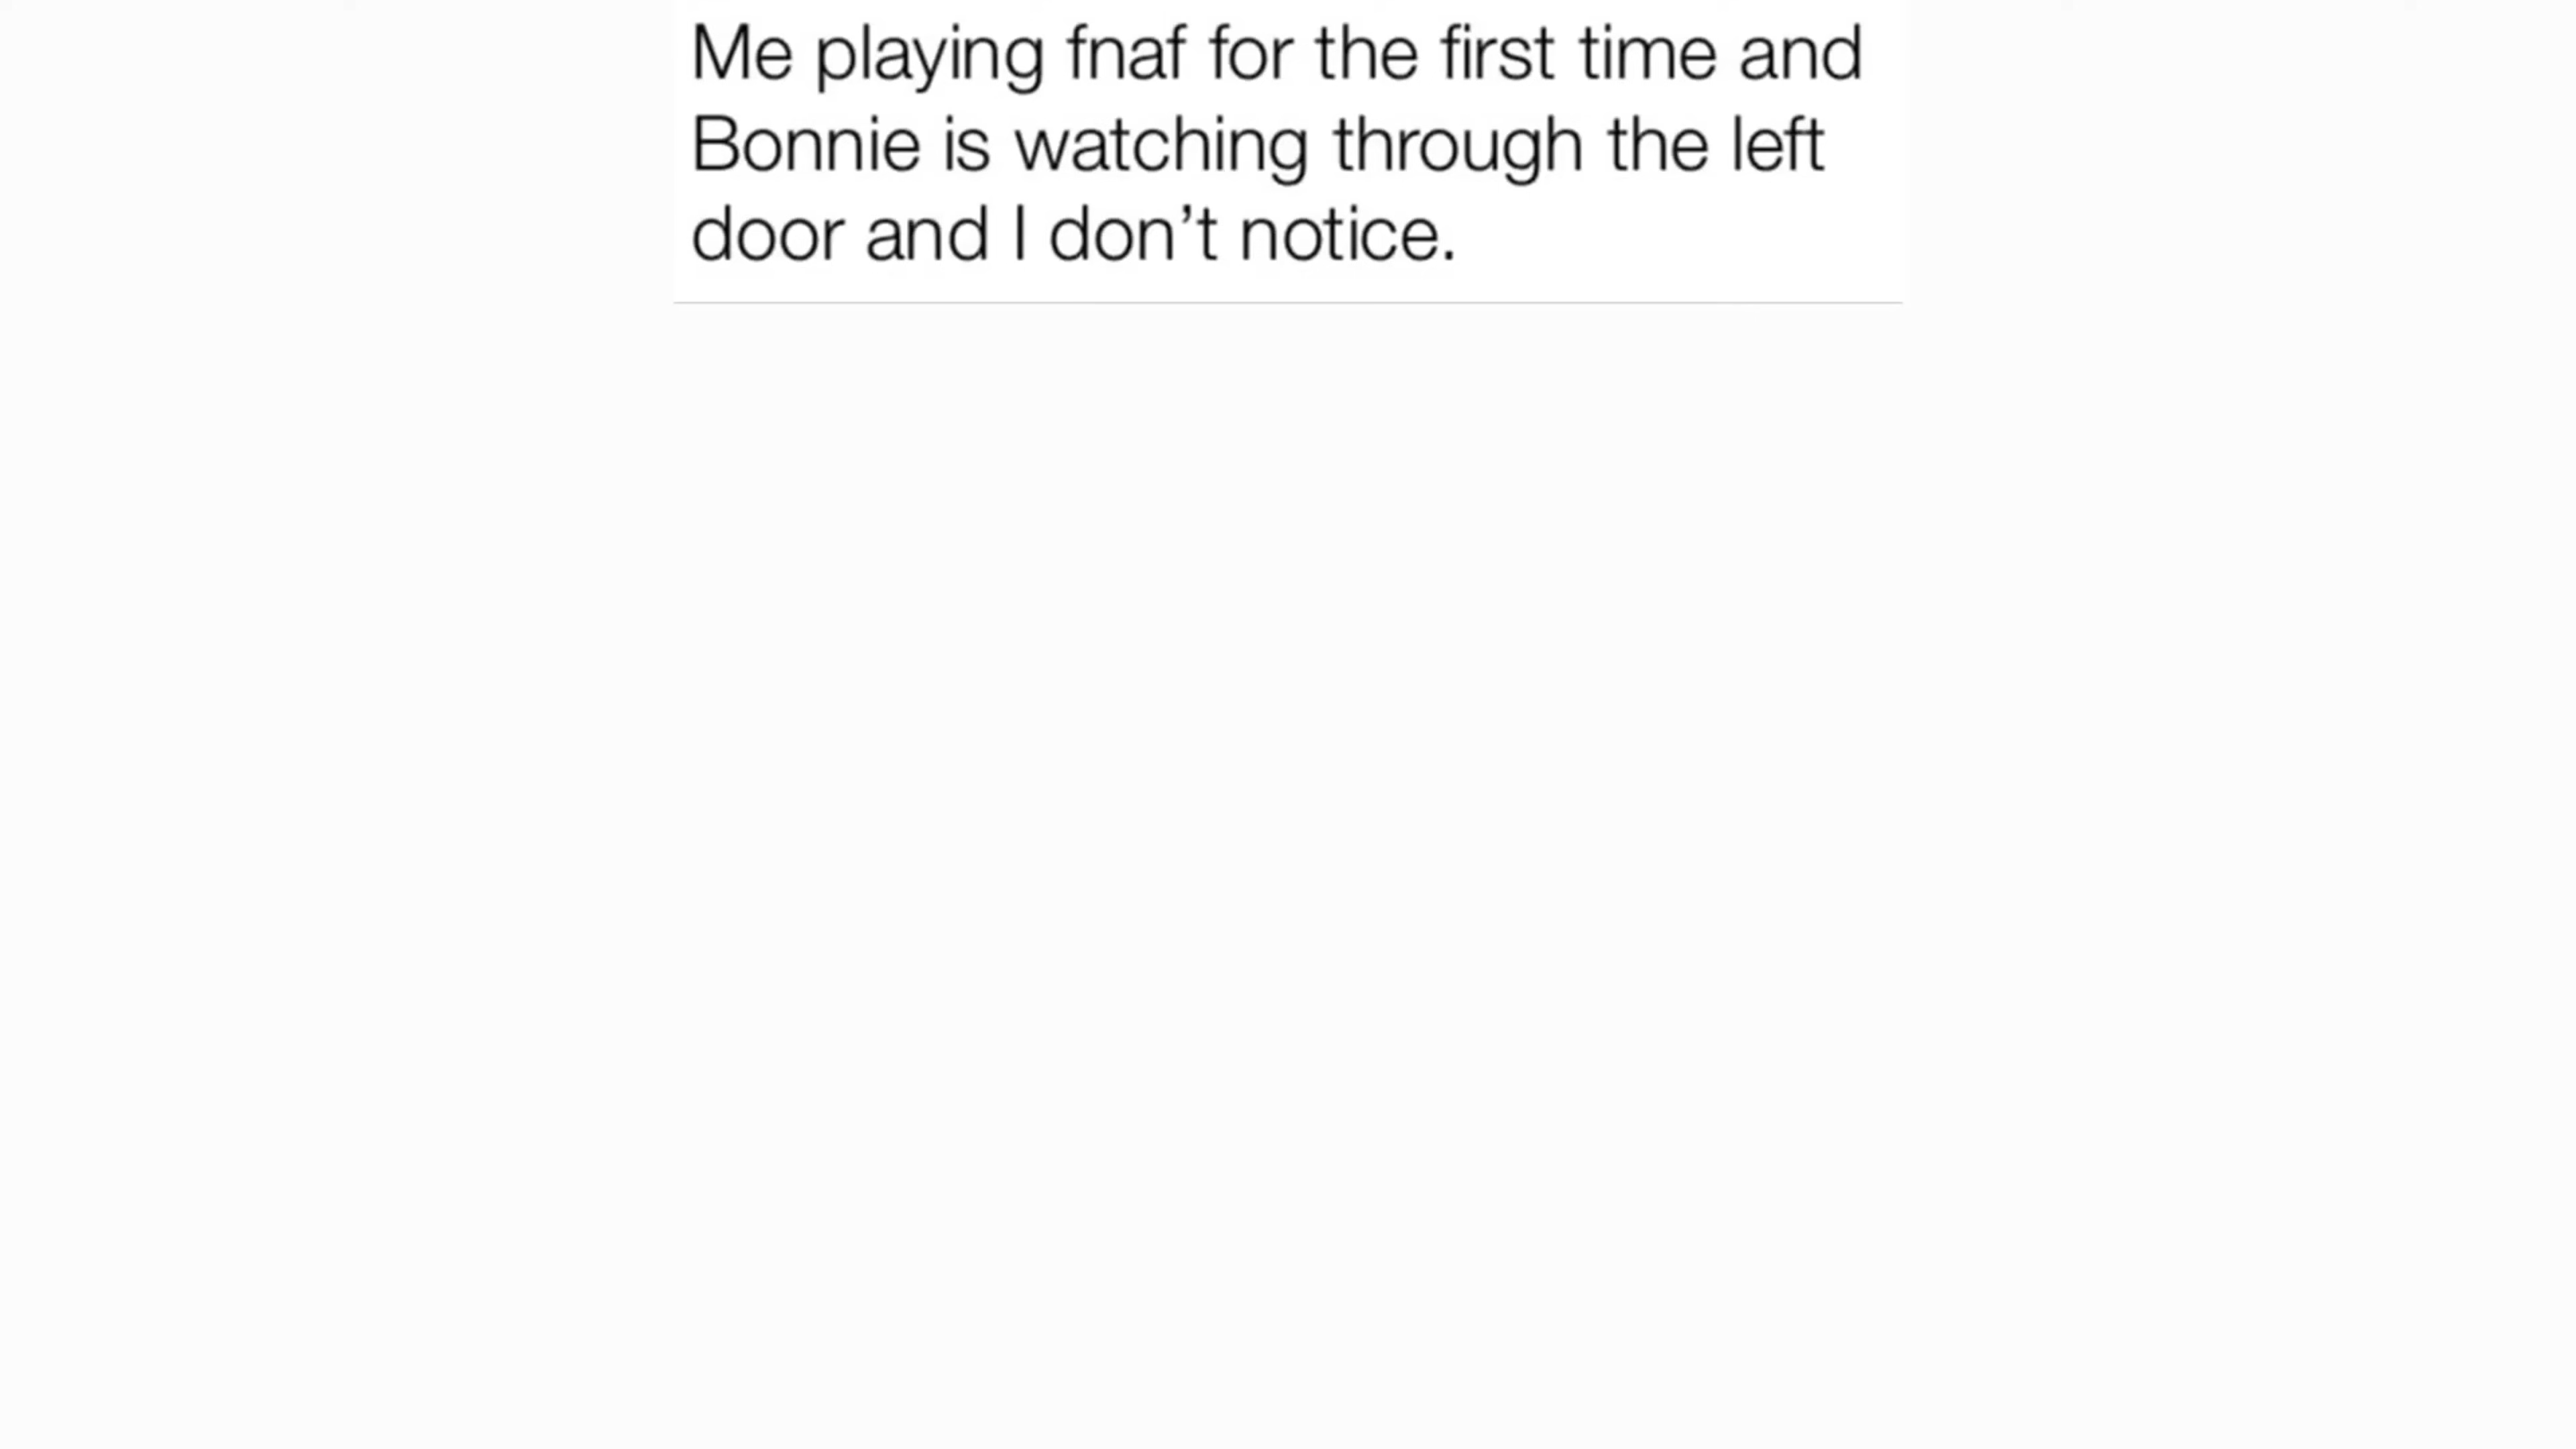 Me playing fnaf for the first time and
Bonnie is watching through the left
door and I don’t notice.